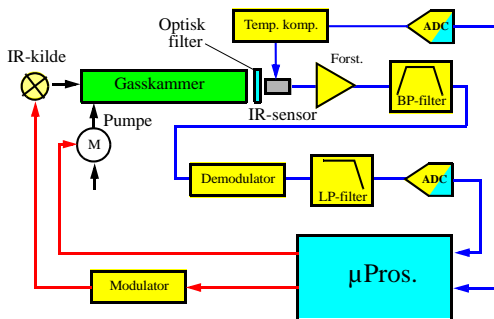 Optisk
filter
Temp. komp.
ADC
IR-kilde
Gasskammer
Forst.
BP-filter
IR-sensor
Pumpe
M
Demodulator
LP-filter
ADC
µPros.
Modulator